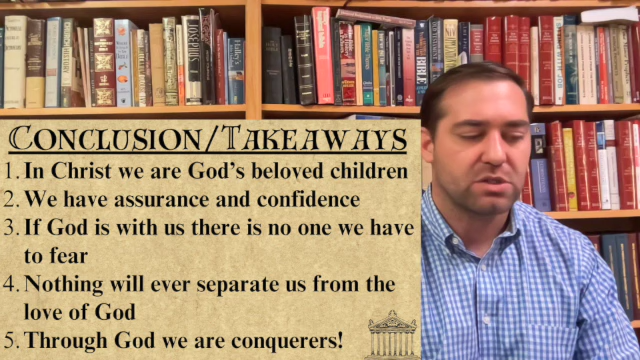 CONCLUSION/TAKEAWAYS
1. In Christ we are God's beloved children
2. We have assurance and confidence
3. If God is with us there is no one we have
to fear
4. Nothing will ever separate us from the
love of God
5. Through God we are conquerers!